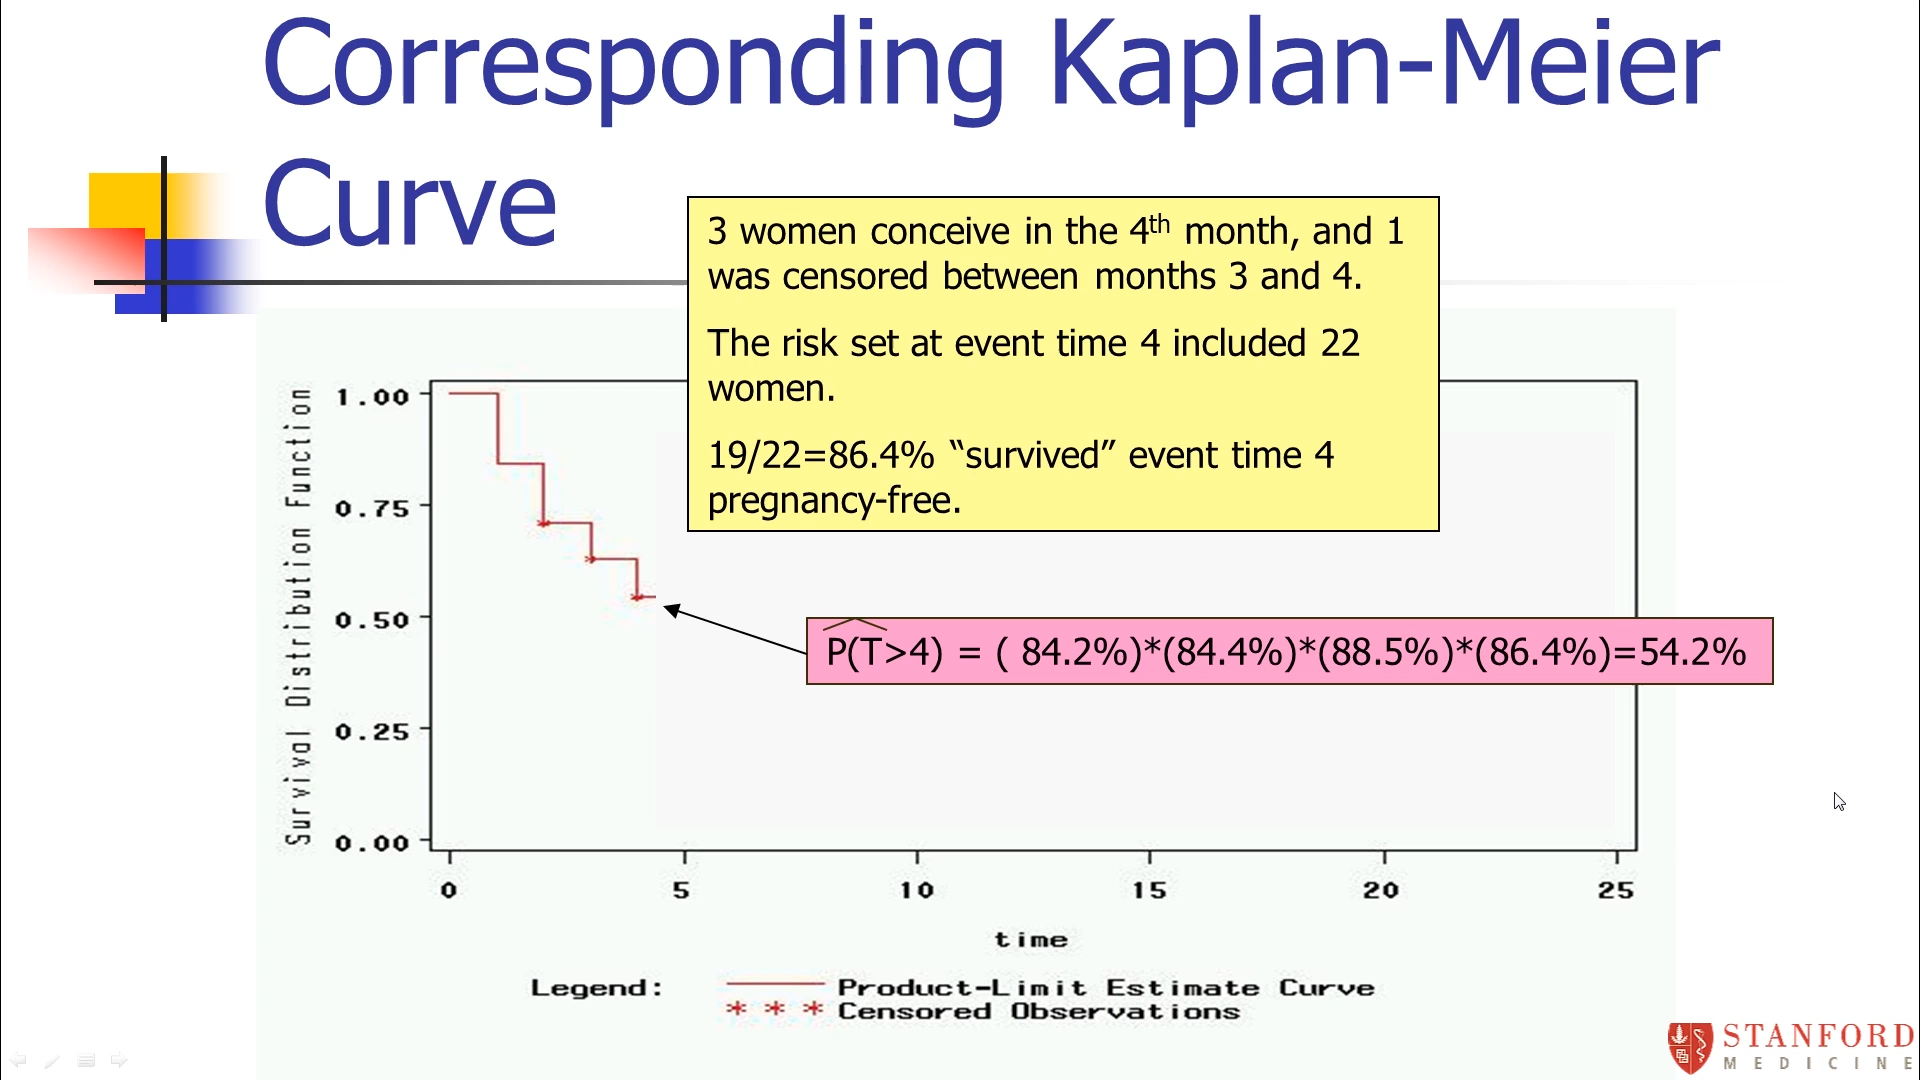 Corresponding Kaplan-Meier
Curve
3 women conceive in the 4th month, and 1
was censored between months 3 and 4.
The risk set at event time 4 included 22
women.
19/22=86.4% “survived” event time 4
pregnancy-free.
P(T>4) = ( 84.2%)*(84.4%)*(88.5%)*(86.4%)=54.2%
Survival Distribution Function
1.00
0.75
0.50
0.25
0.00
0 5 10 15 20 25
time
Legend: Product-Limit Estimate Curve
* * * Censored Observations
STANFORD
MEDICINE